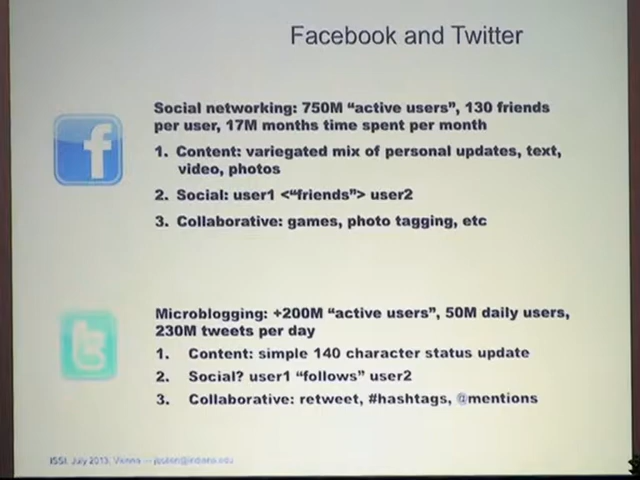 Facebook and Twitter
Social networking: 750M “active users”, 130 friends
per user, 17M months time spent per month
1. Content: variegated mix of personal updates, text,
video, photos
2. Social: user1 <“friends”> user2
3. Collaborative: games, photo tagging, etc
f
t
Microblogging: +200M “active users”, 50M daily users,
230M tweets per day
1. Content: simple 140 character status update
2. Social? user1 “follows” user2
3. Collaborative: retweet, #hashtags, @mentions
ISSI, July 2013, Vienna —